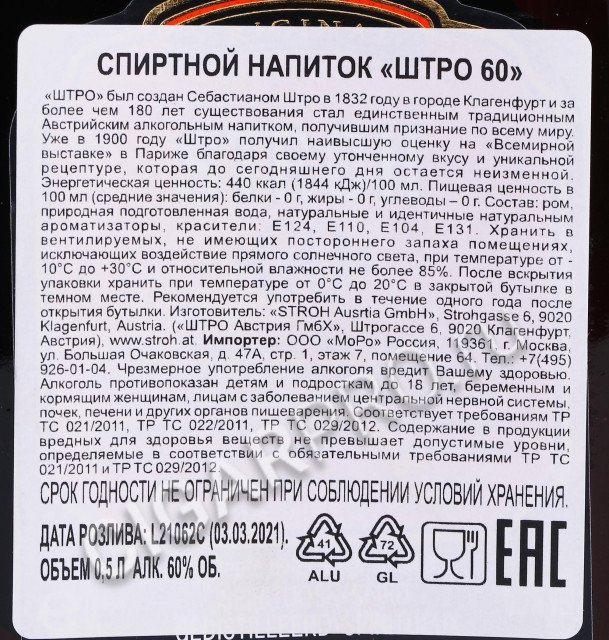 ORIGINAL
СПИРТНОЙ НАПИТОК «ШТРО 60»
«ШТРО» был создан Себастианом Штро в 1832 году в городе Клагенфурт и за
более чем 180 лет существования стал единственным традиционным
Австрийским алкогольным напитком, получившим признание по всему миру.
Уже в 1900 году «Штро» получил наивысшую оценку на «Всемирной
выставке» в Париже благодаря своему утонченному вкусу и уникальной
рецептуре, которая до сегодняшнего дня остается неизменной.
Энергетическая ценность: 440 ккал (1844 кДж)/100 мл. Пищевая ценность в
100 мл (средние значения): белки - 0 г, жиры - 0 г, углеводы – 0 г. Состав: ром,
природная подготовленная вода, натуральные и идентичные натуральным
ароматизаторы, красители: Е124, Е110, Е104, Е131. Хранить в
вентилируемых, не имеющих постороннего запаха помещениях,
исключающих воздействие прямого солнечного света, при температуре от -
10°С до +30°С и относительной влажности не более 85%. После вскрытия
упаковки хранить при температуре от 0°С до 20°С в закрытой бутылке в
темном месте. Рекомендуется употребить в течение одного года после
открытия бутылки. Изготовитель: «STROH Ausrtia GmbH», Strohgasse 6, 9020
Klagenfurt, Austria. («ШТРО Австрия ГмбХ», Штрогассе 6, 9020 Клагенфурт,
Австрия), www.stroh.at. Импортер: ООО «МоРо» Россия, 119361 г. Москва,
ул. Большая Очаковская, д. 47А, стр. 1, этаж 7, помещение 64. Тел.: +7(495)
926-01-04. Чрезмерное употребление алкоголя вредит Вашему здоровью.
Алкоголь противопоказан детям и подросткам до 18 лет, беременным и
кормящим женщинам, лицам с заболеваниями центральной нервной системы,
почек, печени и других органов пищеварения. Соответствует требованиям ТР
ТС 021/2011, ТР ТС 022/2011, ТР ТС 029/2012. Содержание в продукции
вредных для здоровья веществ не превышает допустимые уровни,
определяемые в соответствии с обязательными требованиями ТР ТС
021/2011 и ТР ТС 029/2012.
СРОК ГОДНОСТИ НЕ ОГРАНИЧЕН ПРИ СОБЛЮДЕНИИ УСЛОВИЙ ХРАНЕНИЯ.
ДАТА РОЗЛИВА: L21062C (03.03.2021).
ОБЪЕМ 0,5 Л АЛК. 60% ОБ.
41
ALU
72
GL
EAC
CIGARPRO.RU